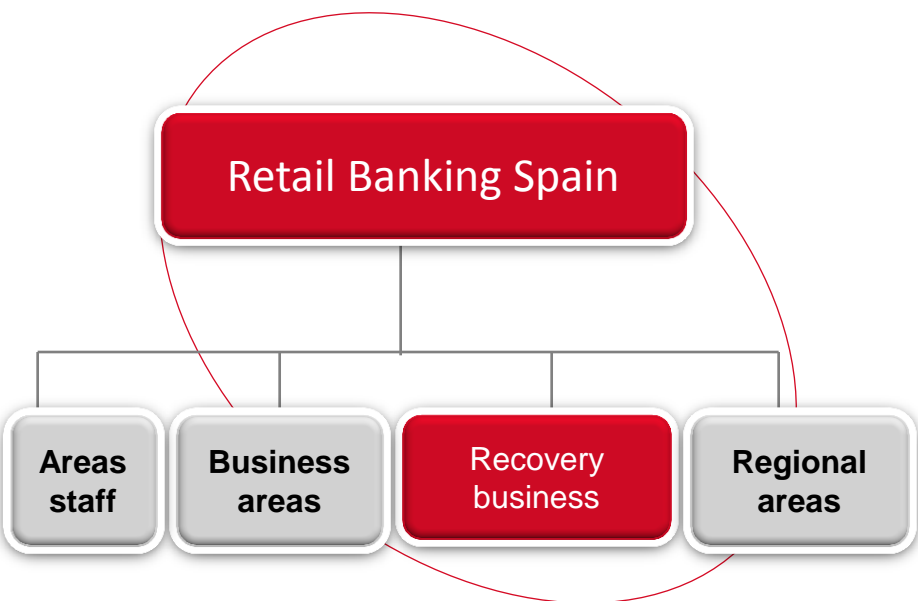 Retail Banking Spain
Areas
staff
Business
areas
Recovery
business
Regional
areas